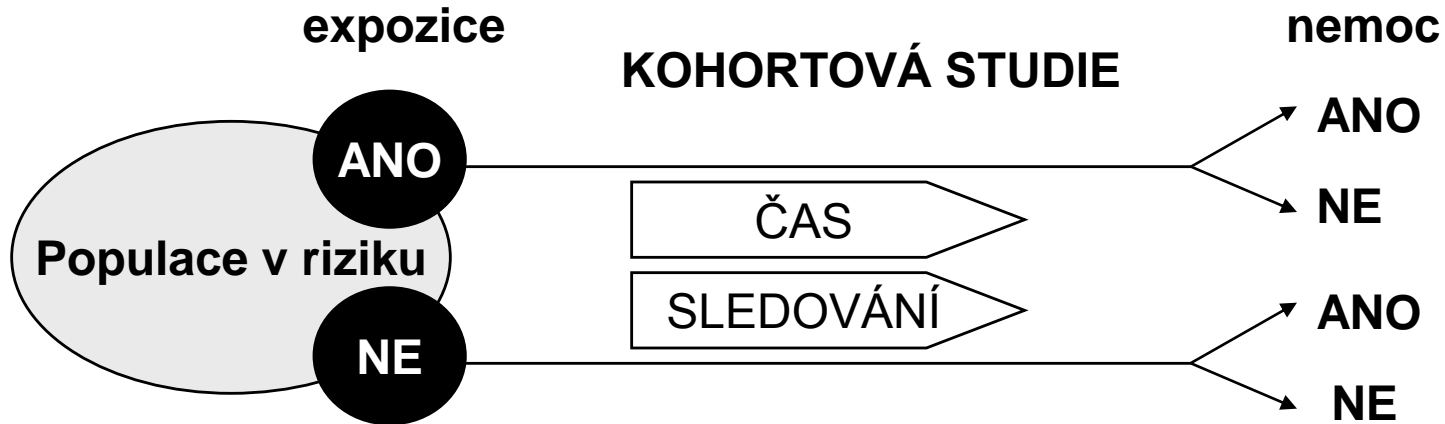 expozice
nemoc
KOHORTOVÁ STUDIE
ANO
ANO
NE
ČAS
Populace v riziku
SLEDOVÁNÍ
ANO
NE
NE